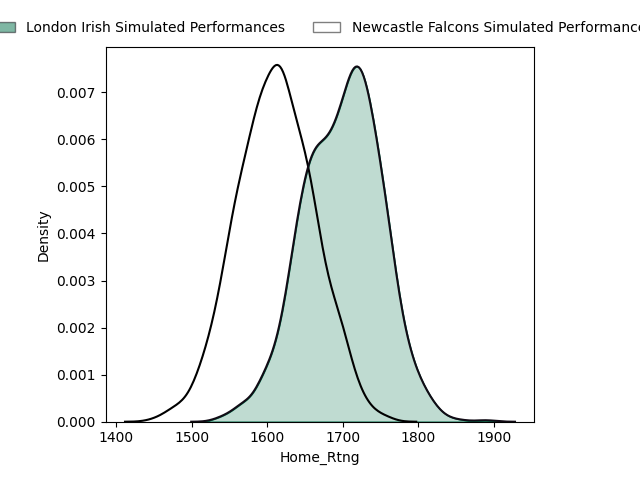 London Irish Simulated Performances
Newcastle Falcons Simulated Performanc
0.007
0.006
0.005
0.004
0.003
0.002
0.001
0.000
Density
1400 1500 1600 1700 1800 1900
Home_Rtng